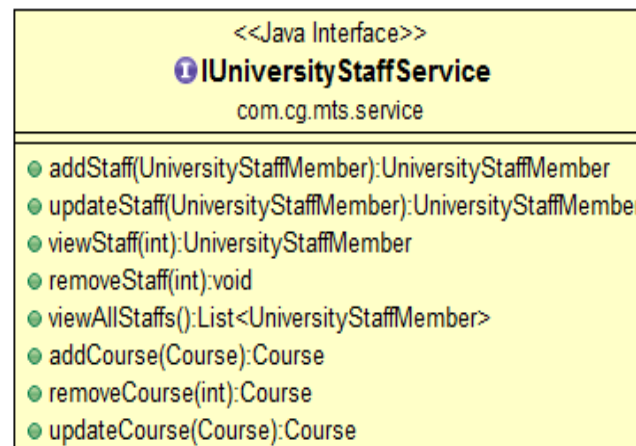 <<Java Interface>>
IUniversityStaffService
com.cg.mts.service
addStaff(UniversityStaffMember):UniversityStaffMember
updateStaff(UniversityStaffMember):UniversityStaffMember
viewStaff(int):UniversityStaffMember
removeStaff(int):void
viewAllStaffs():List<UniversityStaffMember>
addCourse(Course):Course
removeCourse(int):Course
updateCourse(Course):Course